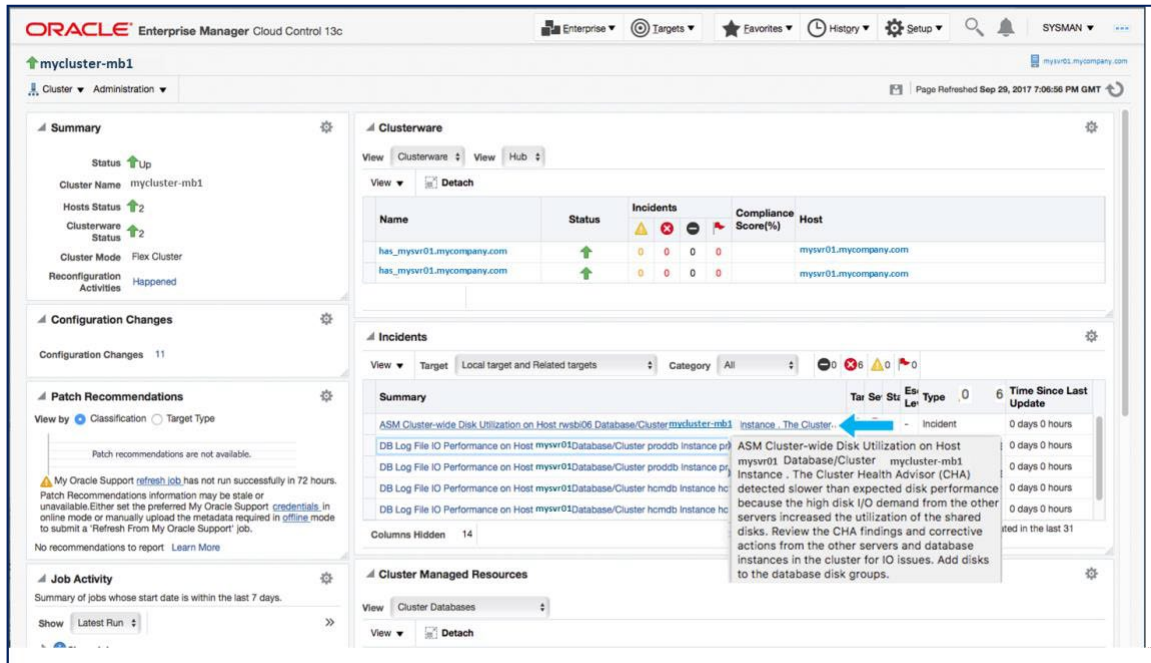 ORACLE Enterprise Manager Cloud Control 13c
Enterprise Targets Favorites History Setup SYSMAN
mycluster-mb1
mysvr01.mycompany.com
Cluster Administration
Page Refreshed Sep 29, 2017 7:06:56 PM GMT
Summary
Status Up
Cluster Name mycluster-mb1
Hosts Status 2
Clusterware
Status 2
Cluster Mode Flex Cluster
Reconfiguration
Activities Happened
Configuration Changes
Configuration Changes 11
Patch Recommendations
View by Classification Target Type
Patch recommendations are not available.
My Oracle Support refresh job has not run successfully in 72 hours.
Patch Recommendations information may be stale or
unavailable.Either set the preferred My Oracle Support credentials in
online mode or manually upload the metadata required in offline mode
to submit a 'Refresh From My Oracle Support' job.
No recommendations to report Learn More
Job Activity
Summary of jobs whose start date is within the last 7 days.
Show Latest Run
Clusterware
View Clusterware View Hub
View Detach
Name Status Incidents Compliance Score(%) Host
has_mysvr01.mycompany.com 0 0 0 0 mysvr01.mycompany.com
has_mysvr01.mycompany.com 0 0 0 0 mysvr01.mycompany.com
Incidents
View Target Local target and Related targets Category All 0 6 0 0
Summary Tar Se Sta Es Le Type 0 6 Time Since Last Update
ASM Cluster-wide Disk Utilization on Host rwsbi06 Database/Cluster mycluster-mb1 Instance . The Cluster.. - Incident 0 days 0 hours
DB Log File IO Performance on Host mysvr01Database/Cluster proddb Instance 0 days 0 hours
DB Log File IO Performance on Host mysvr01Database/Cluster proddb Instance 0 days 0 hours
DB Log File IO Performance on Host mysvr01Database/Cluster hcmdb Instance 0 days 0 hours
DB Log File IO Performance on Host mysvr01Database/Cluster hcmdb Instance 0 days 0 hours
Columns Hidden 14 in the last 31
ASM Cluster-wide Disk Utilization on Host
mysvr01 Database/Cluster mycluster-mb1
Instance . The Cluster Health Advisor (CHA)
detected slower than expected disk performance
because the high disk I/O demand from the other
servers increased the utilization of the shared
disks. Review the CHA findings and corrective
actions from the other servers and database
instances in the cluster for IO issues. Add disks
to the database disk groups.
Cluster Managed Resources
View Cluster Databases
View Detach